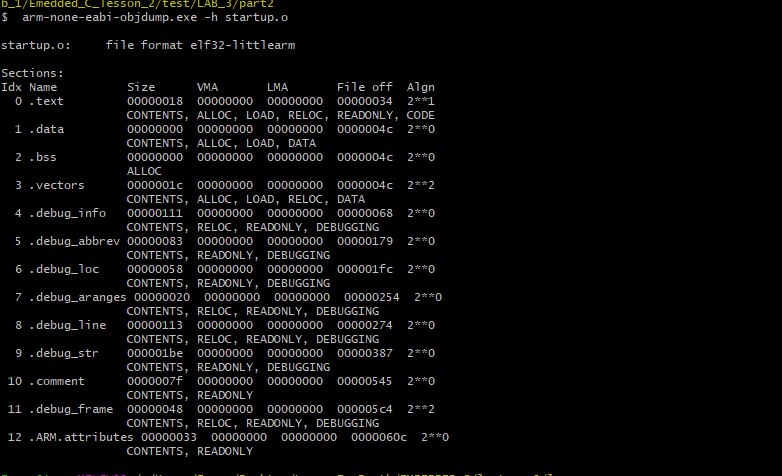 b_1/Emedded_C_lesson_2/test/LAB_3/part2
$ arm-none-eabi-objdump.exe -h startup.o
startup.o: file format elf32-littlearm
Sections:
Idx Name Size VMA LMA File off Algn
0 .text 00000018 00000000 00000000 00000034 2**1
CONTENTS, ALLOC, LOAD, RELOC, READONLY, CODE
1 .data 00000000 00000000 00000000 0000004c 2**0
CONTENTS, ALLOC, LOAD, DATA
2 .bss 00000000 00000000 00000000 0000004c 2**0
ALLOC
3 .vectors 0000001c 00000000 00000000 0000004c 2**2
CONTENTS, ALLOC, LOAD, RELOC, DATA
4 .debug_info 00000111 00000000 00000000 00000068 2**0
CONTENTS, RELOC, READONLY, DEBUGGING
5 .debug_abbrev 00000083 00000000 00000000 00000179 2**0
CONTENTS, READONLY, DEBUGGING
6 .debug_loc 00000058 00000000 00000000 000001fc 2**0
CONTENTS, READONLY, DEBUGGING
7 .debug_aranges 00000020 00000000 00000000 00000254 2**0
CONTENTS, RELOC, READONLY, DEBUGGING
8 .debug_line 00000113 00000000 00000000 00000274 2**0
CONTENTS, RELOC, READONLY, DEBUGGING
9 .debug_str 000001be 00000000 00000000 00000387 2**0
CONTENTS, READONLY, DEBUGGING
10 .comment 0000007f 00000000 00000000 00000545 2**0
CONTENTS, READONLY
11 .debug_frame 00000048 00000000 00000000 000005c4 2**2
CONTENTS, RELOC, READONLY, DEBUGGING
12 .ARM.attributes 00000033 00000000 00000000 0000060c 2**0
CONTENTS, READONLY